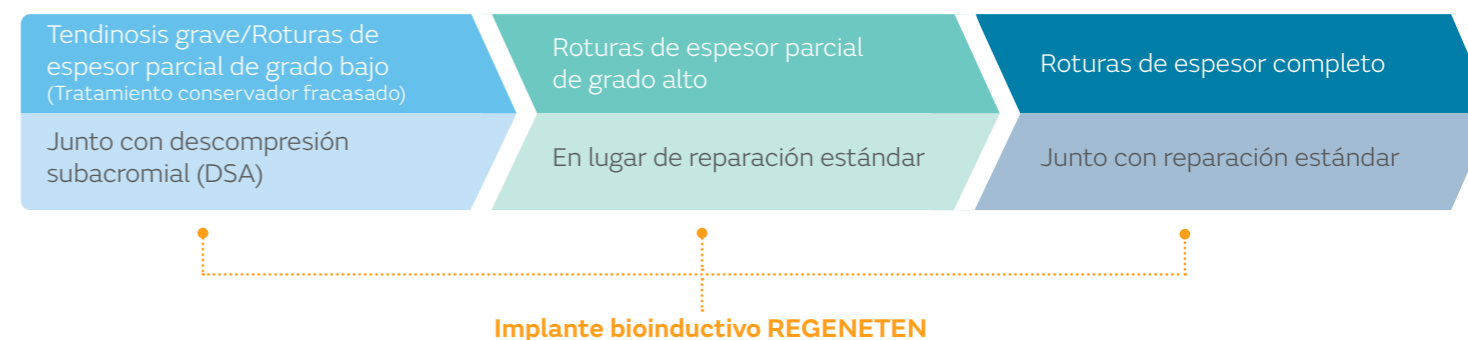 Tendinosis grave/Roturas de
espesor parcial de grado bajo
(Tratamiento conservador fracasado)
Junto con descompresión
subacromial (DSA)
Roturas de espesor parcial
de grado alto
En lugar de reparación estándar
Roturas de espesor completo
Junto con reparación estándar
Implante bioinductivo REGENETEN